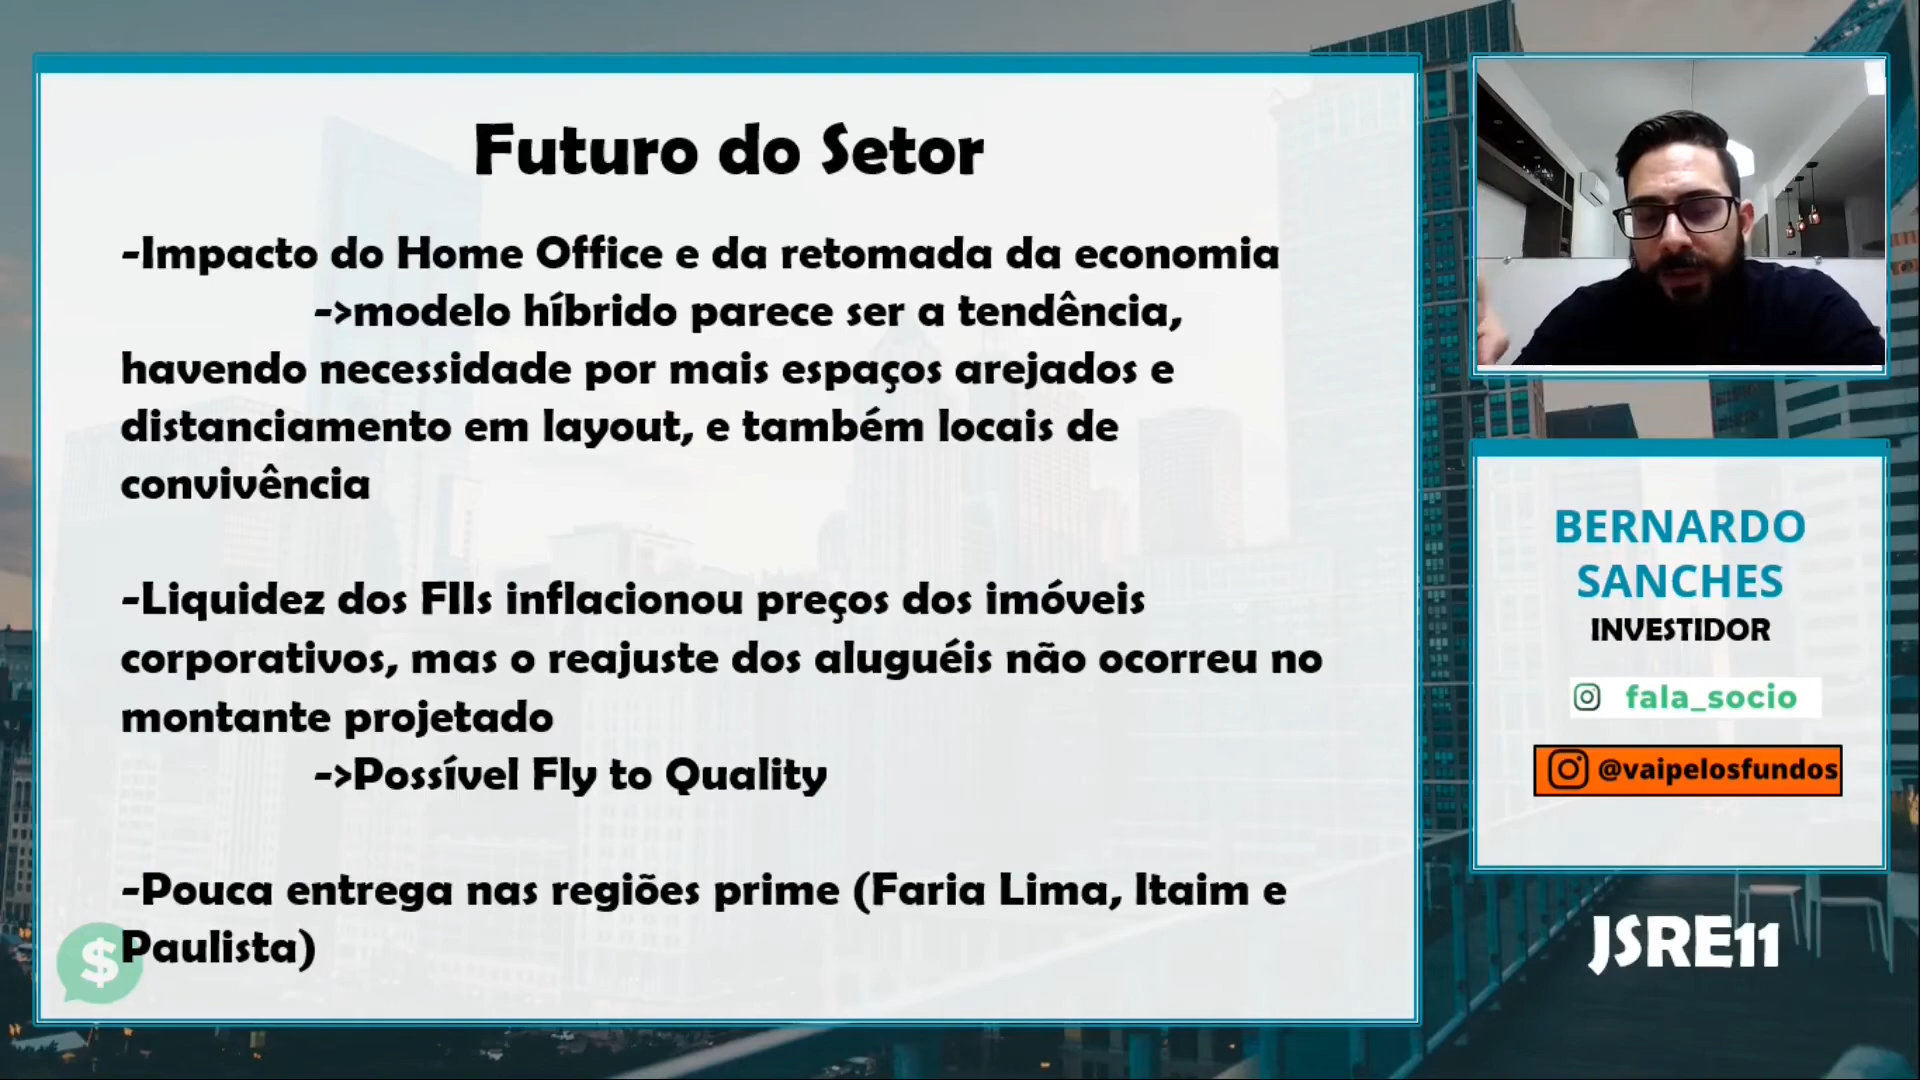 Futuro do Setor
-Impacto do Home Office e da retomada da economia
->modelo híbrido parece ser a tendência,
havendo necessidade por mais espaços arejados e
distanciamento em layout, e também locais de
convivência
-Liquidez dos FIIs inflacionou preços dos imóveis
corporativos, mas o reajuste dos aluguéis não ocorreu no
montante projetado
->Possível Fly to Quality
-Pouca entrega nas regiões prime (Faria Lima, Itaim e
Paulista)
$
BERNARDO
SANCHES
INVESTIDOR
fala_socio
@vaipelosfundos
JSRE11